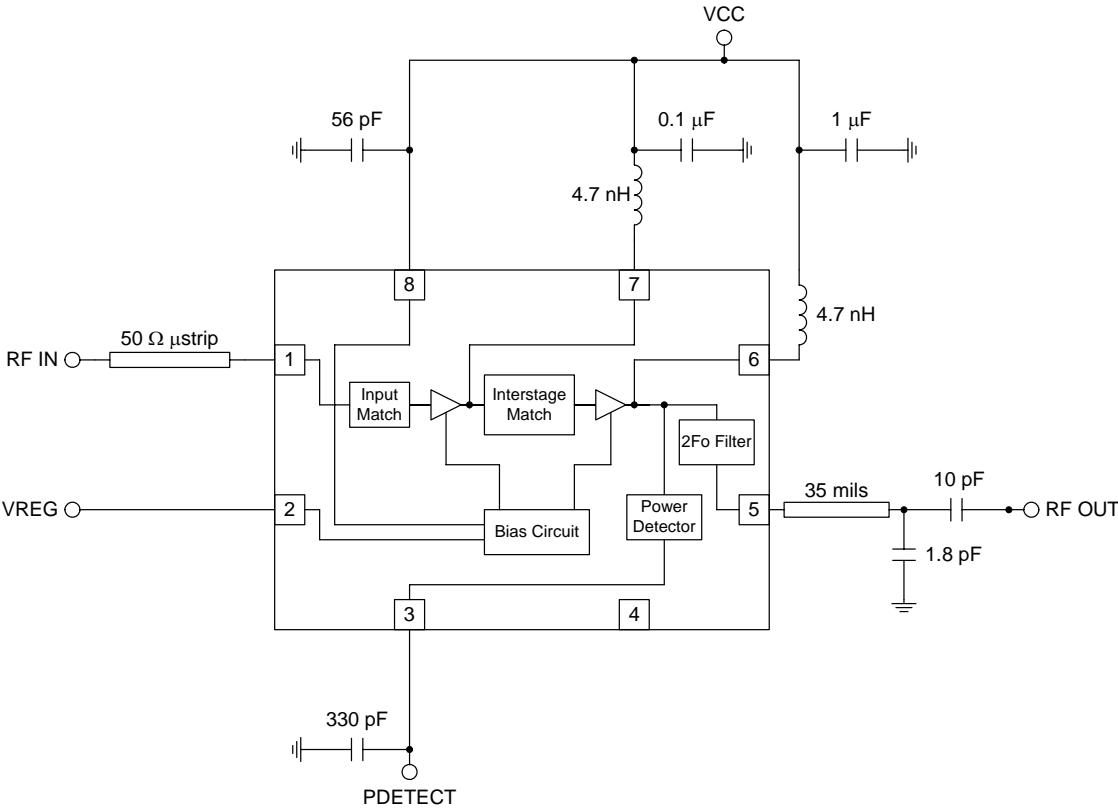 VCC
56 pF
0.1 μF
1 μF
4.7 nH
8
7
4.7 nH
50 Ω μstrip
RF IN
1
6
Input
Match
Interstage
Match
2Fo Filter
VREG
2
Bias Circuit
Power
Detector
5
35 mils
10 pF
RF OUT
1.8 pF
3
4
330 pF
PDETECT